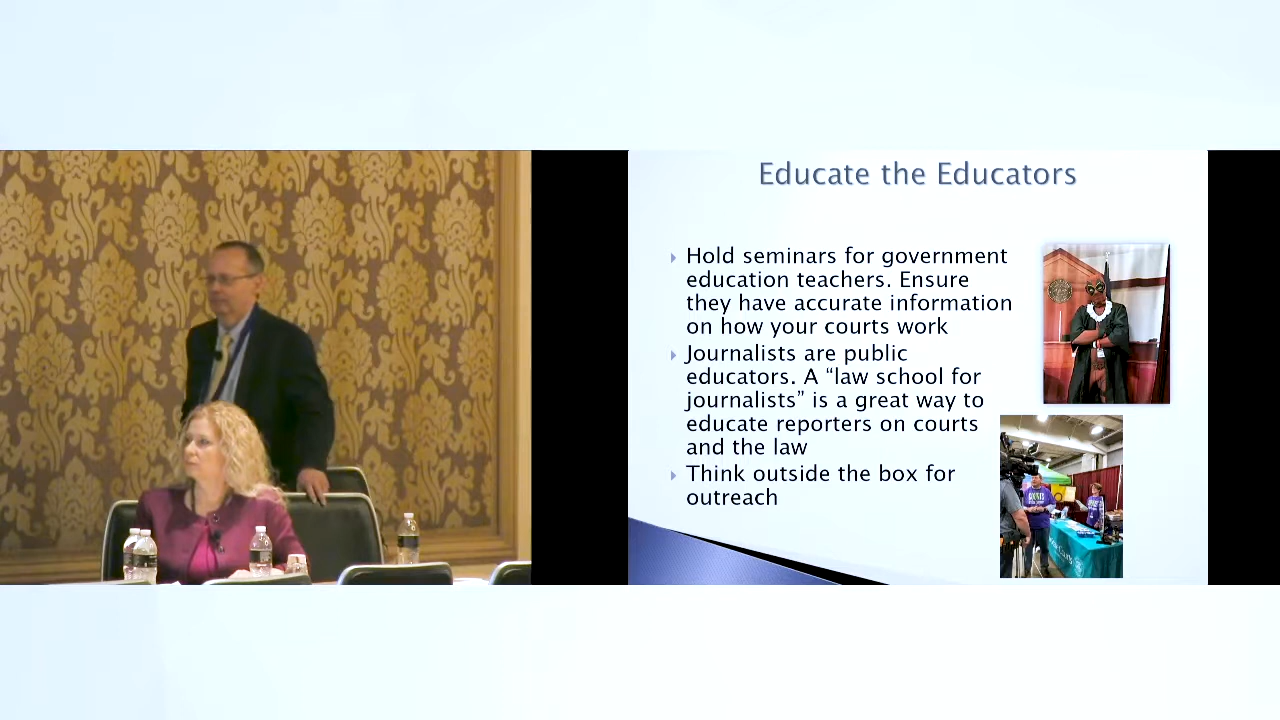 Educate the Educators
Hold seminars for government
education teachers. Ensure
they have accurate information
on how your courts work
Journalists are public
educators. A “law school for
journalists” is a great way to
educate reporters on courts
and the law
Think outside the box for
outreach